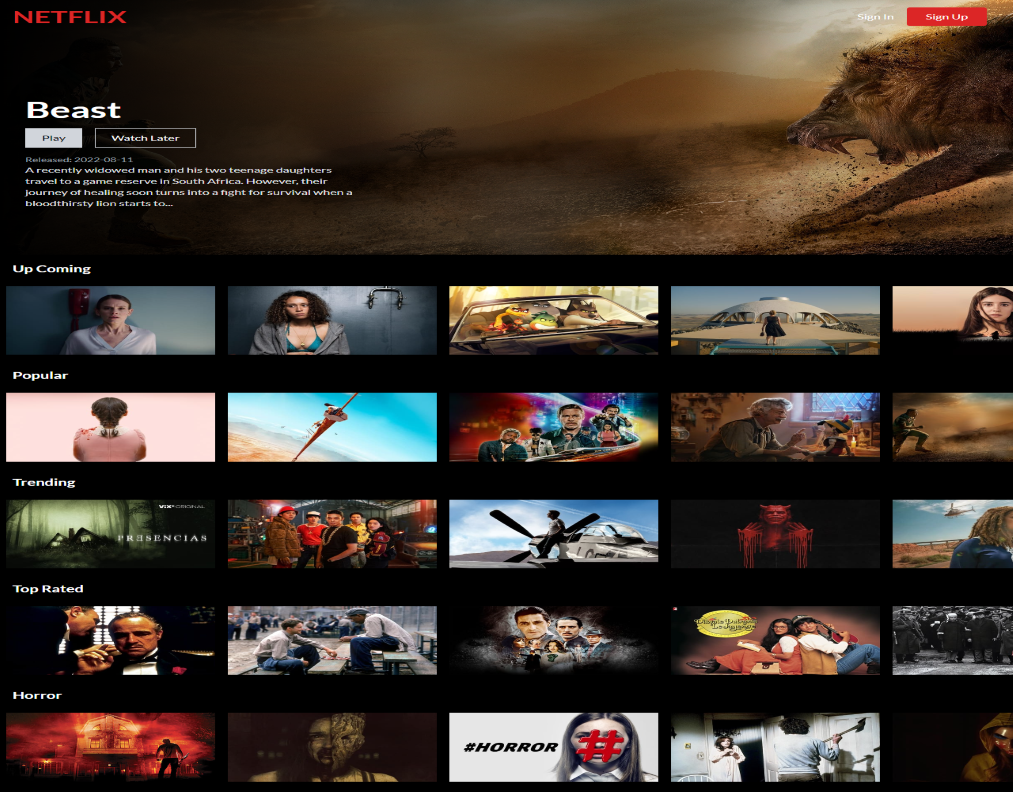 NETFLIX
Sign In
Sign Up
Beast
Play
Watch Later
Released: 2022-08-11
A recently widowed man and his two teenage daughters
travel to a game reserve in South Africa. However, their
journey of healing soon turns into a fight for survival when a
bloodthirsty lion starts to...
Up Coming
Popular
Trending
ViX+ ORIGINAL
PRESENCIAS
Top Rated
Horror
#HORROR
#